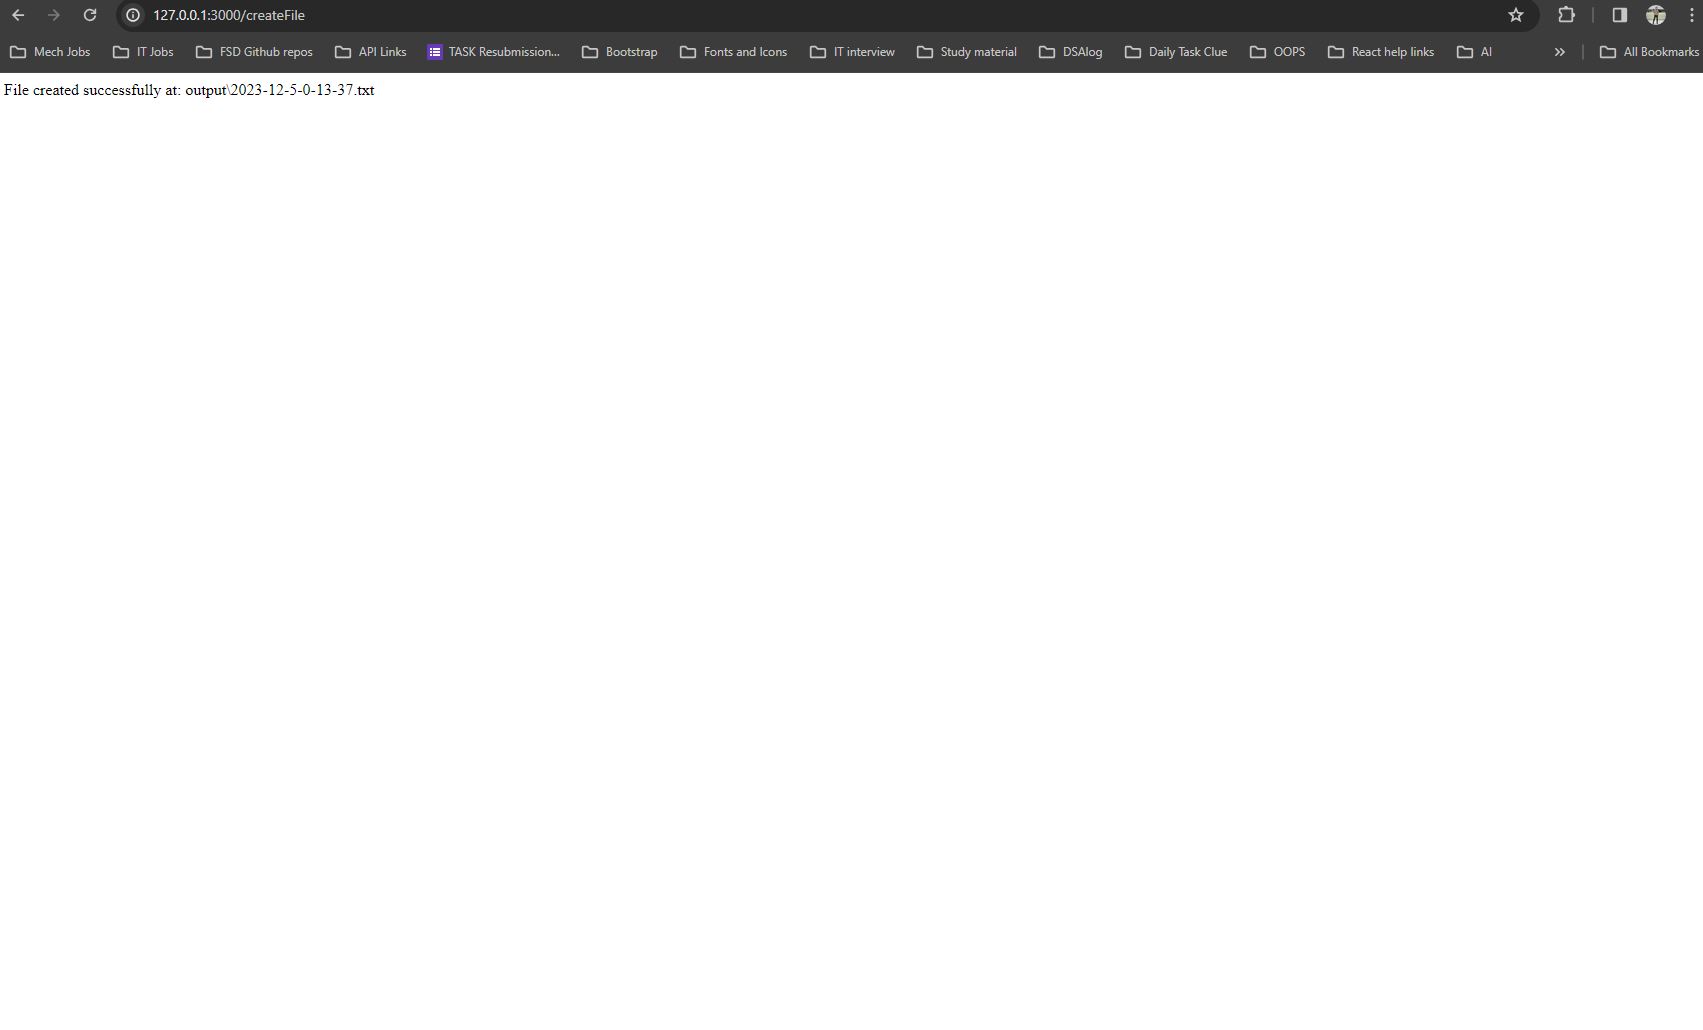 127.0.0.1:3000/createFile
Mech Jobs IT Jobs FSD Github repos API Links TASK Resubmission... Bootstrap Fonts and Icons IT interview Study material DSAlog Daily Task Clue OOPS React help links AI » All Bookmarks
File created successfully at: output\2023-12-5-0-13-37.txt